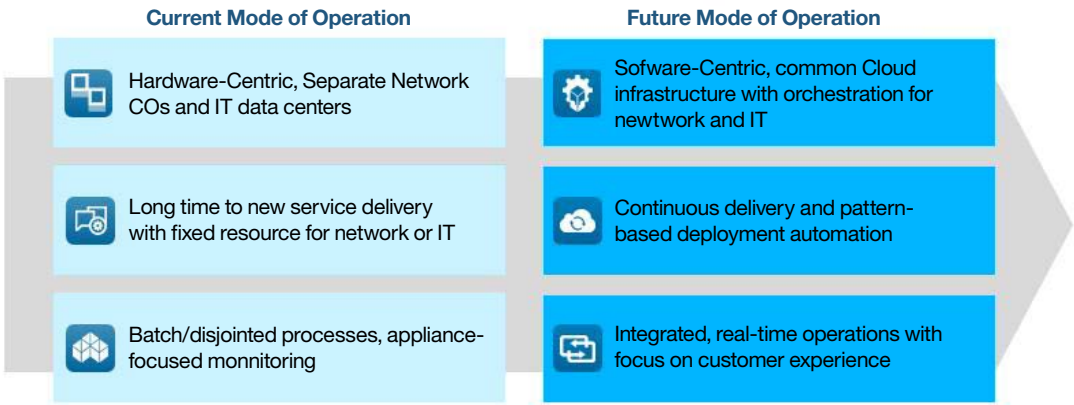 Current Mode of Operation
Future Mode of Operation
Hardware-Centric, Separate Network
COs and IT data centers
Sofware-Centric, common Cloud
infrastructure with orchestration for
newtwork and IT
Long time to new service delivery
with fixed resource for network or IT
Continuous delivery and pattern-
based deployment automation
Batch/disjointed processes, appliance-
focused monnitoring
Integrated, real-time operations with
focus on customer experience